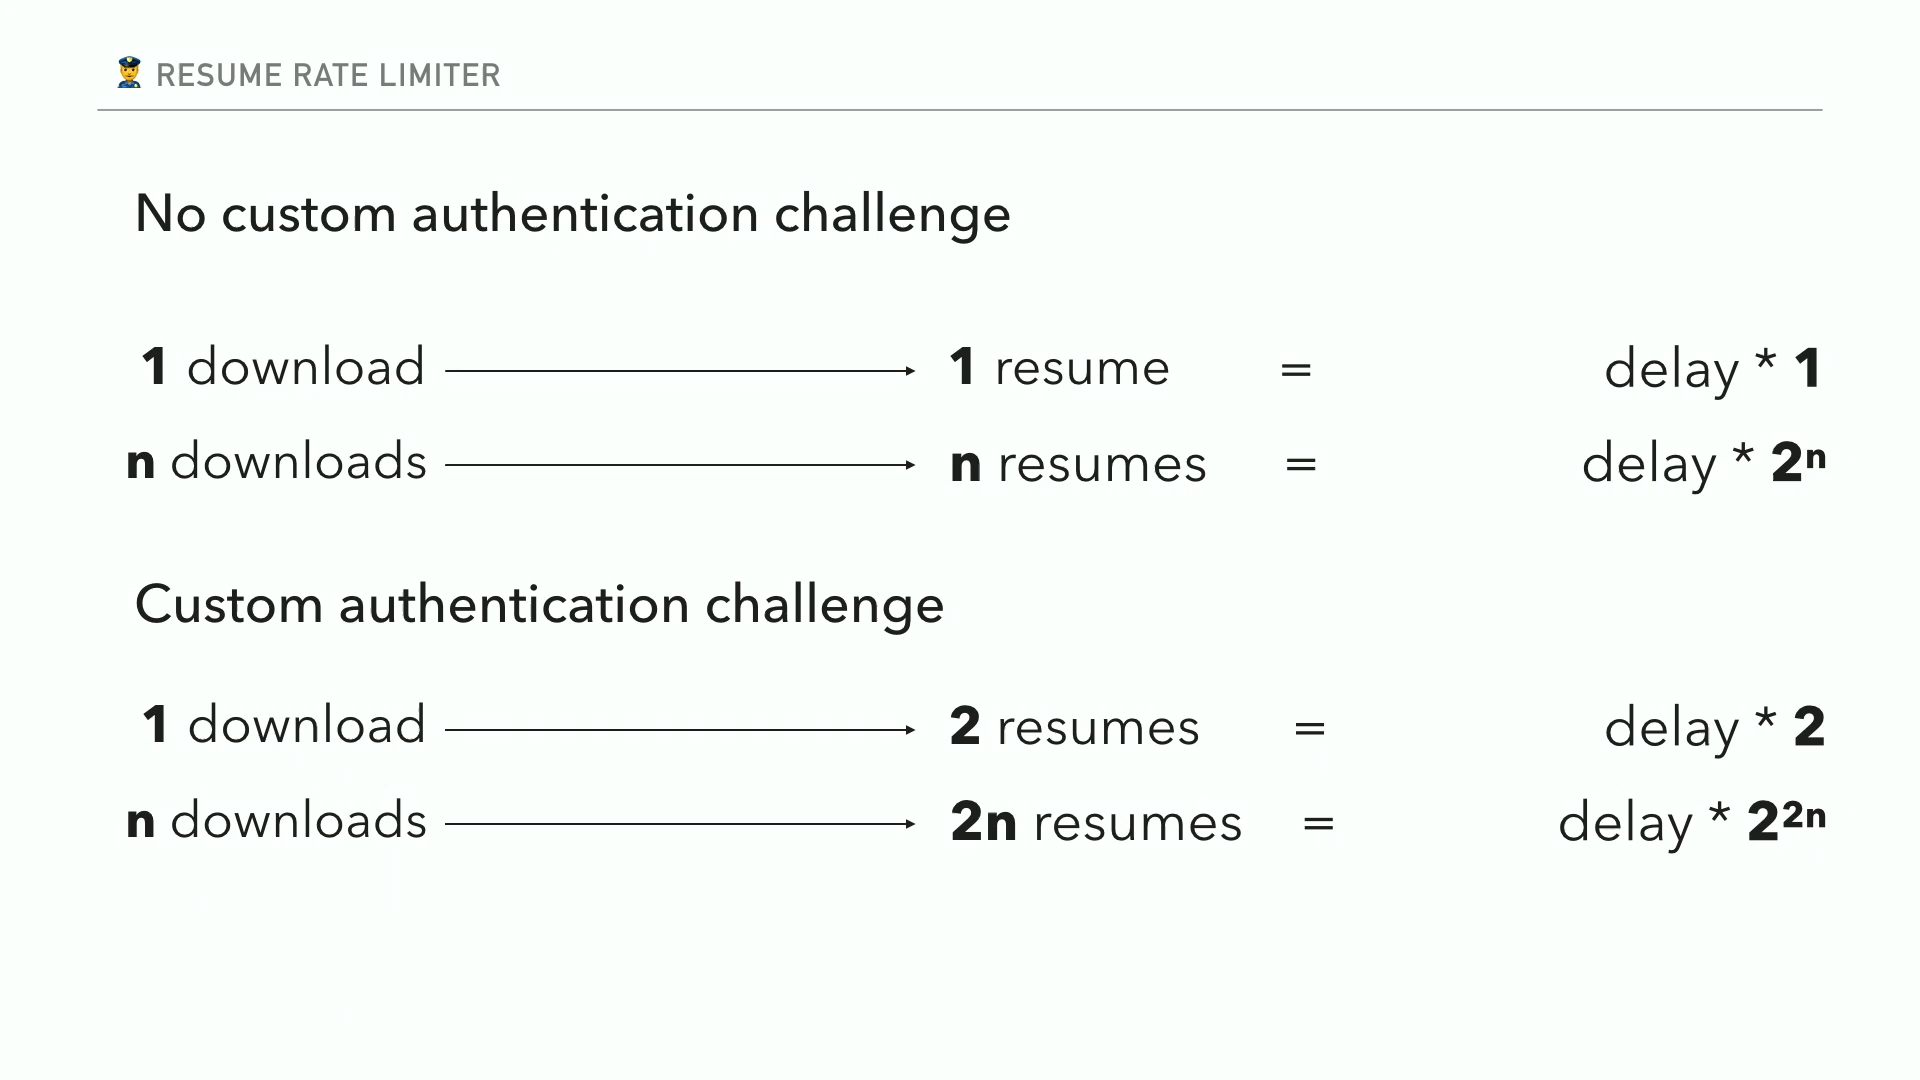 👮 RESUME RATE LIMITER
No custom authentication challenge
1 download 1 resume = delay * 1
n downloads n resumes = delay * 2ⁿ
Custom authentication challenge
1 download 2 resumes = delay * 2
n downloads 2n resumes = delay * 2²ⁿ